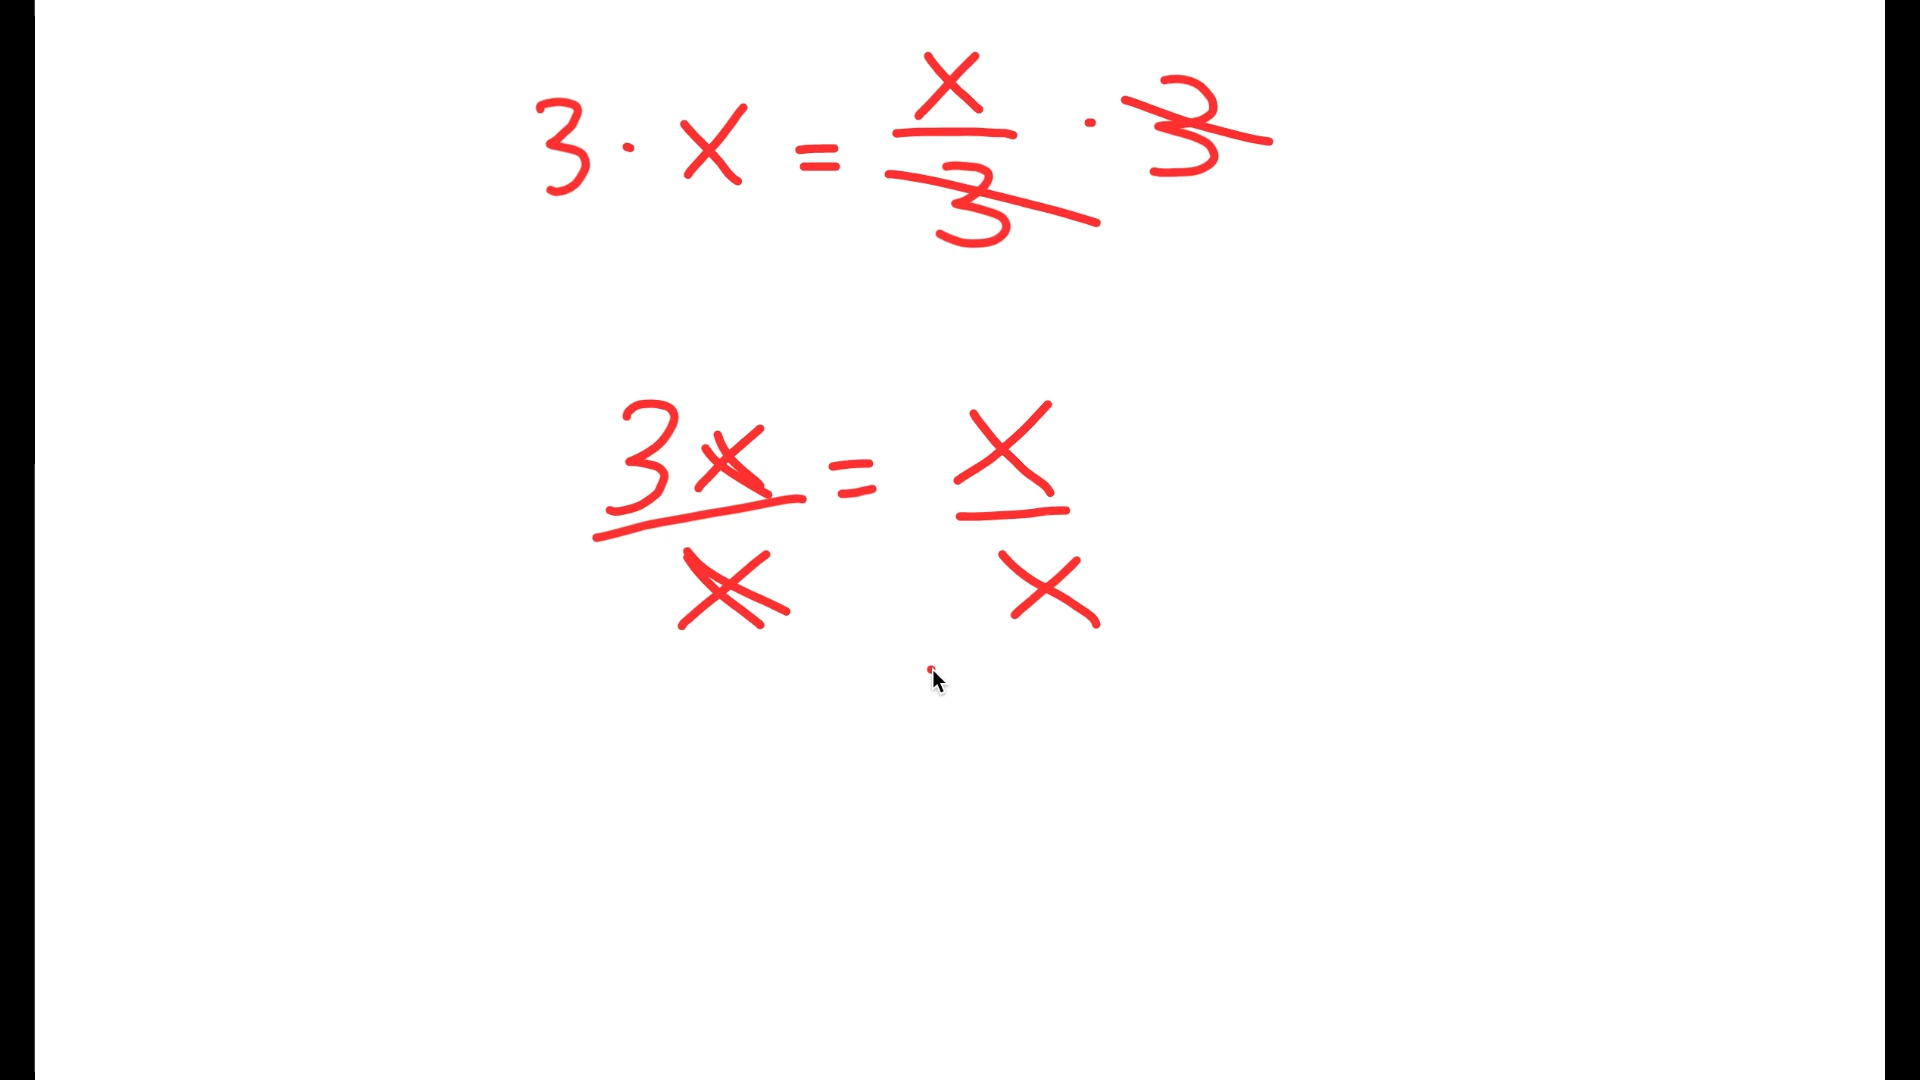 3 · x = x/3 · 3
3x/x = x/x